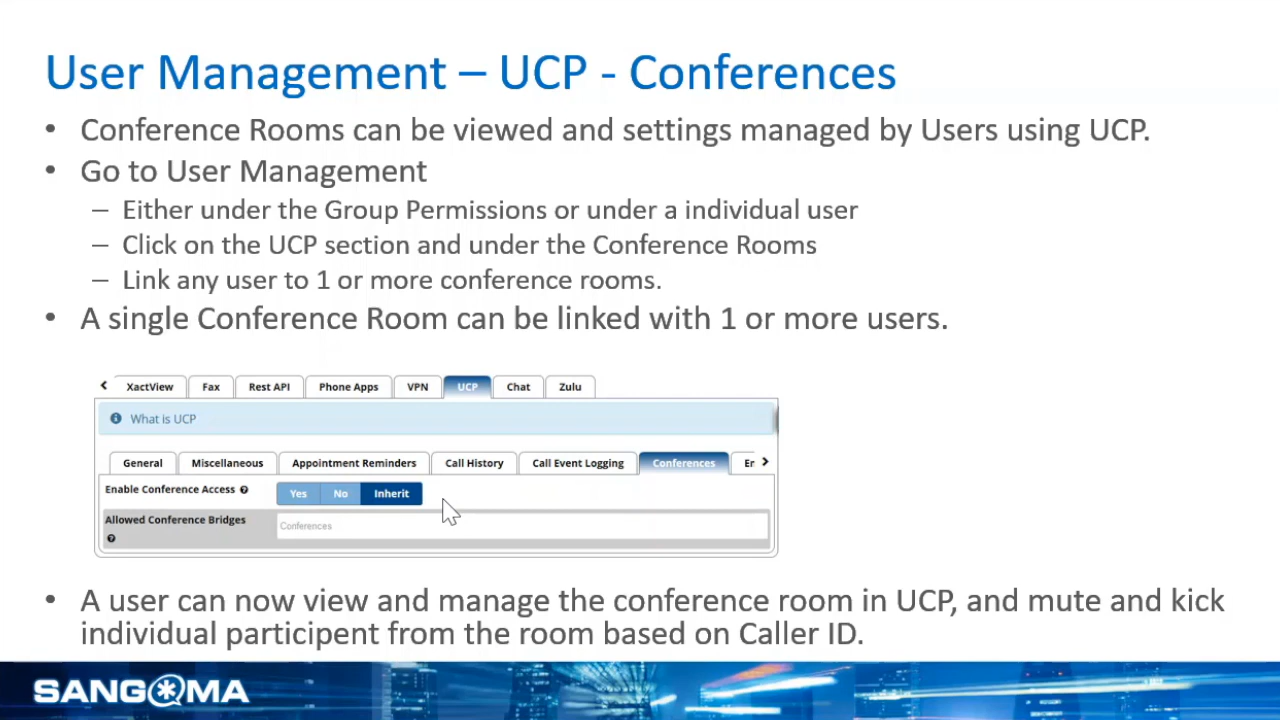 User Management – UCP - Conferences
• Conference Rooms can be viewed and settings managed by Users using UCP.
• Go to User Management
– Either under the Group Permissions or under a individual user
– Click on the UCP section and under the Conference Rooms
– Link any user to 1 or more conference rooms.
• A single Conference Room can be linked with 1 or more users.
XactView Fax Rest API Phone Apps VPN UCP Chat Zulu
What is UCP
General Miscellaneous Appointment Reminders Call History Call Event Logging Conferences Er
Enable Conference Access Yes No Inherit
Allowed Conference Bridges Conferences
• A user can now view and manage the conference room in UCP, and mute and kick
individual participent from the room based on Caller ID.
SANGOMA